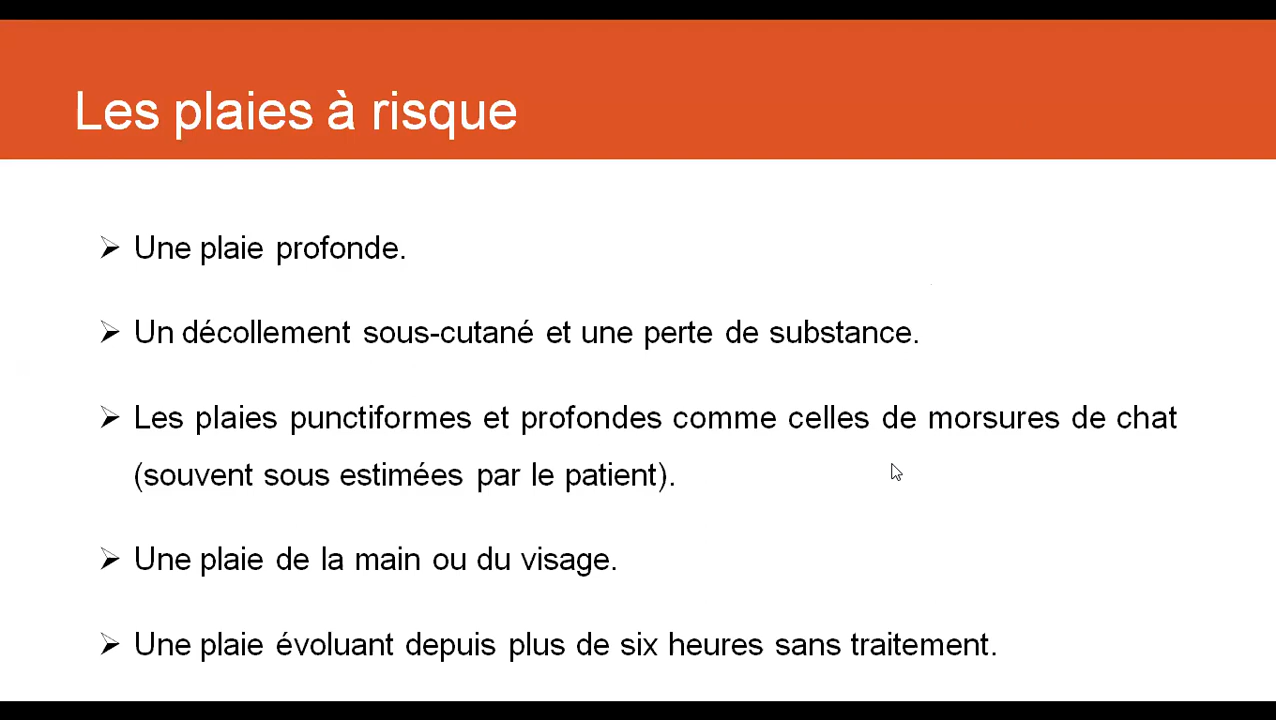 Les plaies à risque
Une plaie profonde.
Un décollement sous-cutané et une perte de substance.
Les plaies punctiformes et profondes comme celles de morsures de chat
(souvent sous estimées par le patient).
Une plaie de la main ou du visage.
Une plaie évoluant depuis plus de six heures sans traitement.